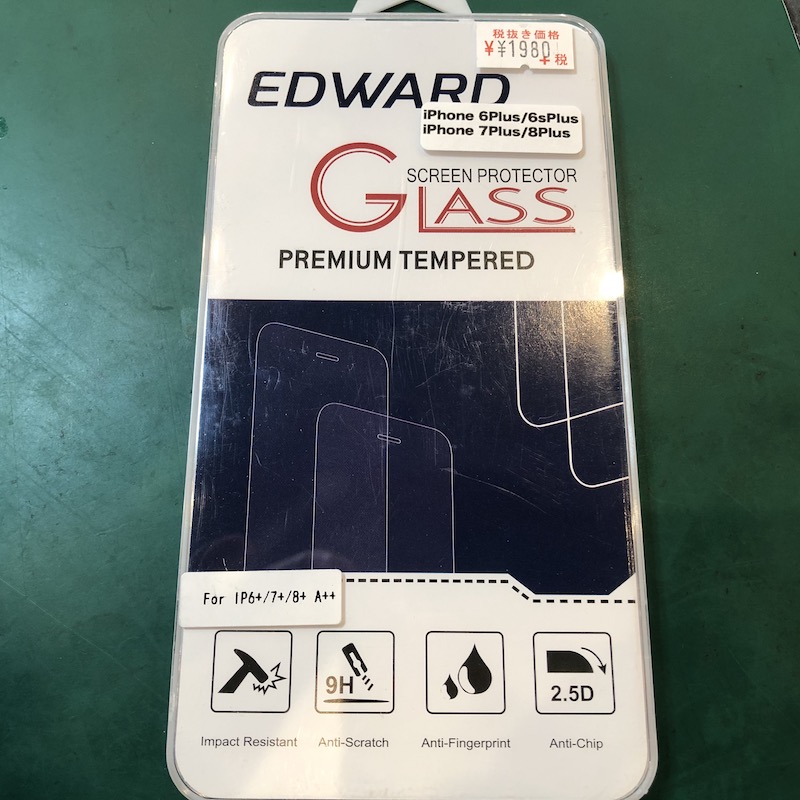 税抜き価格
¥¥1980
+税
EDWARD
iPhone 6Plus/6sPlus
iPhone 7Plus/8Plus
SCREEN PROTECTOR
GLASS
PREMIUM TEMPERED
For IP6+/7+/8+ A++
9H
2.5D
Impact Resistant
Anti-Scratch
Anti-Fingerprint
Anti-Chip